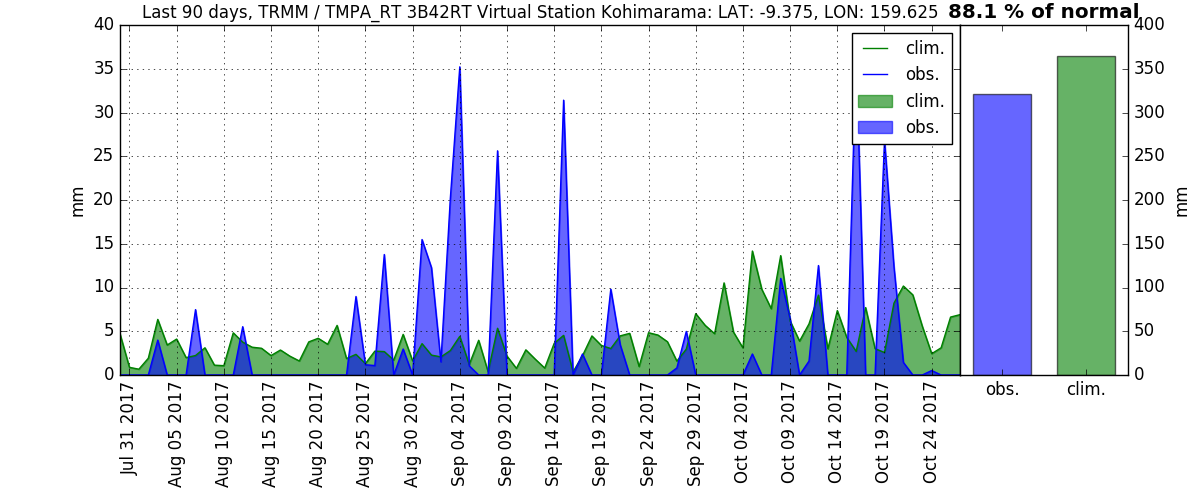 Last 90 days, TRMM / TMPA_RT 3B42RT Virtual Station Kohimarama: LAT: -9.375, LON: 159.625 88.1 % of normal
40
35
30
25
20
15
10
5
0
mm
clim.
obs.
clim.
obs.
400
350
300
250
200
150
100
50
0
mm
Jul 31 2017
Aug 05 2017
Aug 10 2017
Aug 15 2017
Aug 20 2017
Aug 25 2017
Aug 30 2017
Sep 04 2017
Sep 09 2017
Sep 14 2017
Sep 19 2017
Sep 24 2017
Sep 29 2017
Oct 04 2017
Oct 09 2017
Oct 14 2017
Oct 19 2017
Oct 24 2017
obs.
clim.